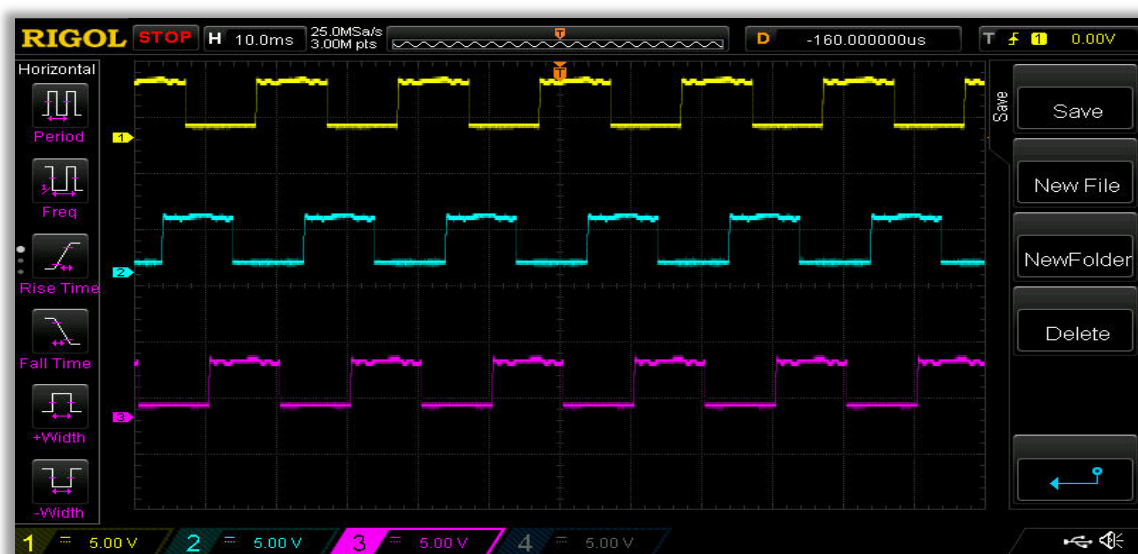 RIGOL STOP H 10.0ms 25.0MSa/s 3.00M pts T D -160.000000us T 1 0.00V
Horizontal
Period
Freq
Rise Time
Fall Time
+Width
-Width
T
1
2
3
Save
Save
New File
NewFolder
Delete
1 5.00 V 2 5.00 V 3 5.00 V 4 5.00 V